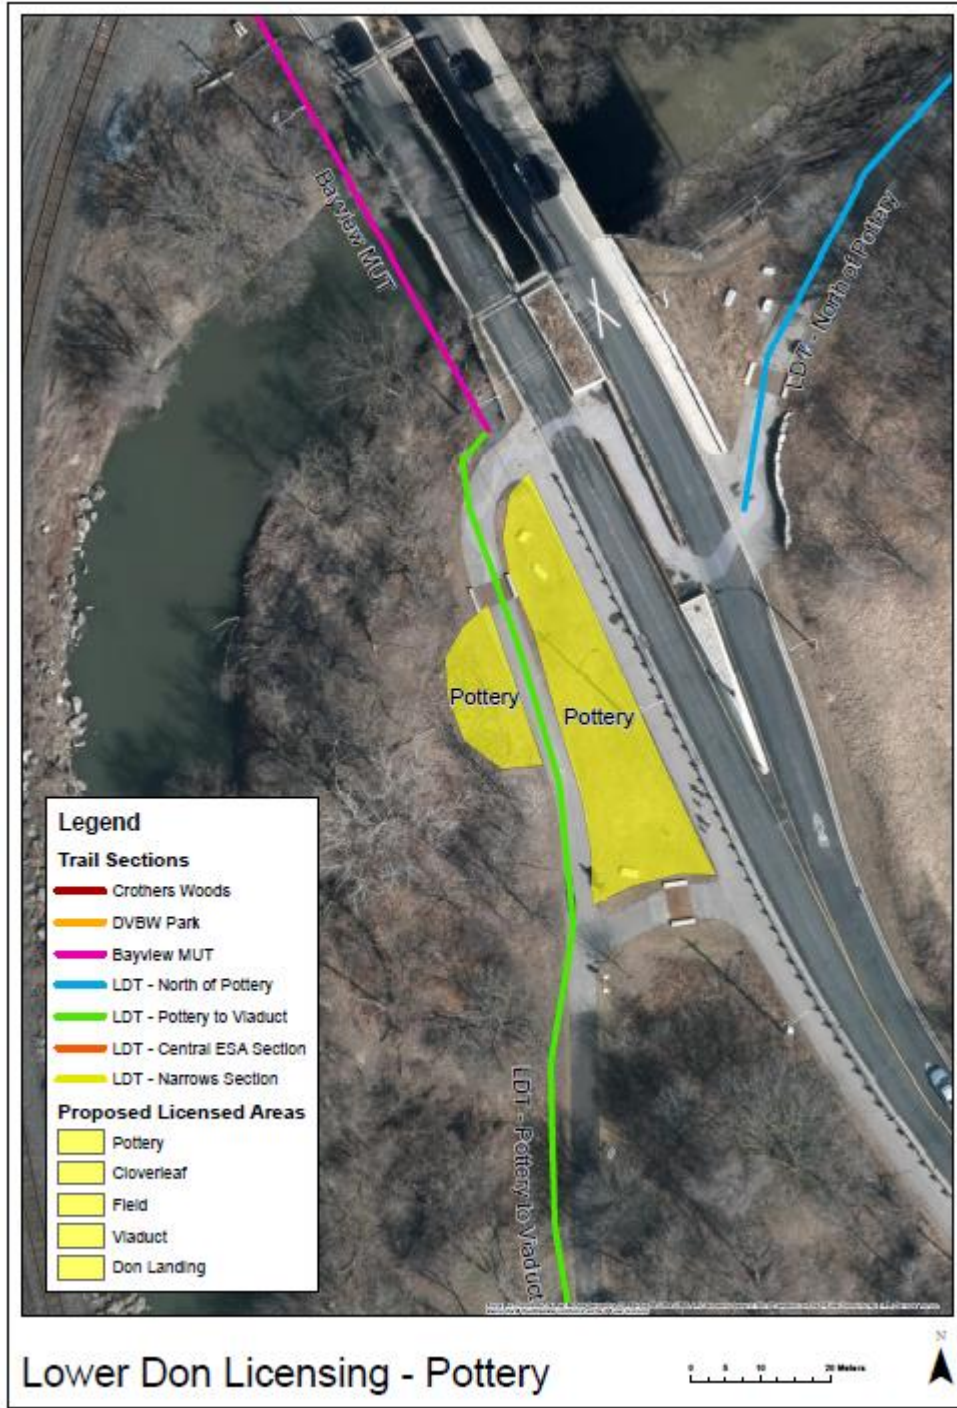 Bayview MUT
LDT - North of Pottery
Pottery
Pottery
Legend
Trail Sections
Crothers Woods
DVBW Park
Bayview MUT
LDT - North of Pottery
LDT - Pottery to Viaduct
LDT - Central ESA Section
LDT - Narrows Section
Proposed Licensed Areas
Pottery
Cloverleaf
Field
Viaduct
Don Landing
LDT - Pottery to Viaduct
Lower Don Licensing - Pottery
0 5 10 20 Meters
N